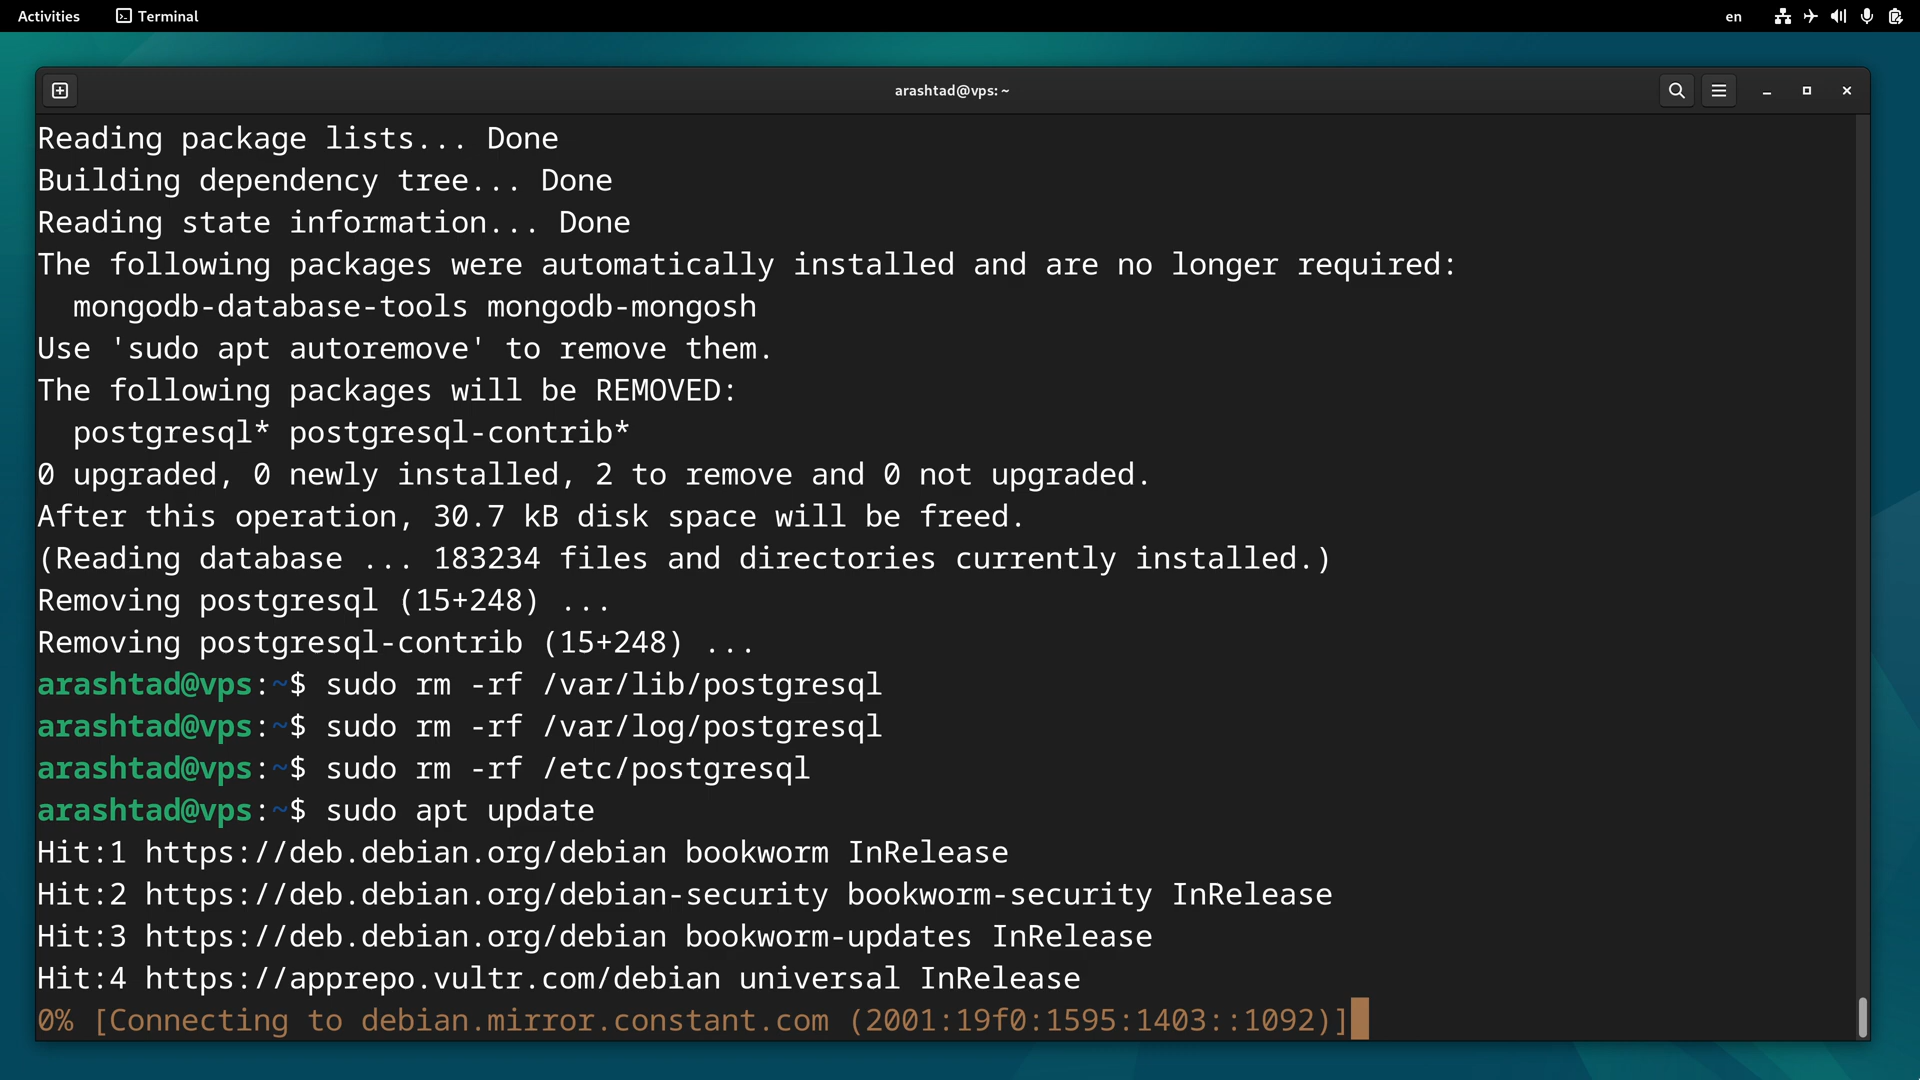 Activities Terminal en
arashtad@vps: ~
Reading package lists... Done
Building dependency tree... Done
Reading state information... Done
The following packages were automatically installed and are no longer required:
  mongodb-database-tools mongodb-mongosh
Use 'sudo apt autoremove' to remove them.
The following packages will be REMOVED:
  postgresql* postgresql-contrib*
0 upgraded, 0 newly installed, 2 to remove and 0 not upgraded.
After this operation, 30.7 kB disk space will be freed.
(Reading database ... 183234 files and directories currently installed.)
Removing postgresql (15+248) ...
Removing postgresql-contrib (15+248) ...
arashtad@vps:~$ sudo rm -rf /var/lib/postgresql
arashtad@vps:~$ sudo rm -rf /var/log/postgresql
arashtad@vps:~$ sudo rm -rf /etc/postgresql
arashtad@vps:~$ sudo apt update
Hit:1 https://deb.debian.org/debian bookworm InRelease
Hit:2 https://deb.debian.org/debian-security bookworm-security InRelease
Hit:3 https://deb.debian.org/debian bookworm-updates InRelease
Hit:4 https://apprepo.vultr.com/debian universal InRelease
0% [Connecting to debian.mirror.constant.com (2001:19f0:1595:1403::1092)]